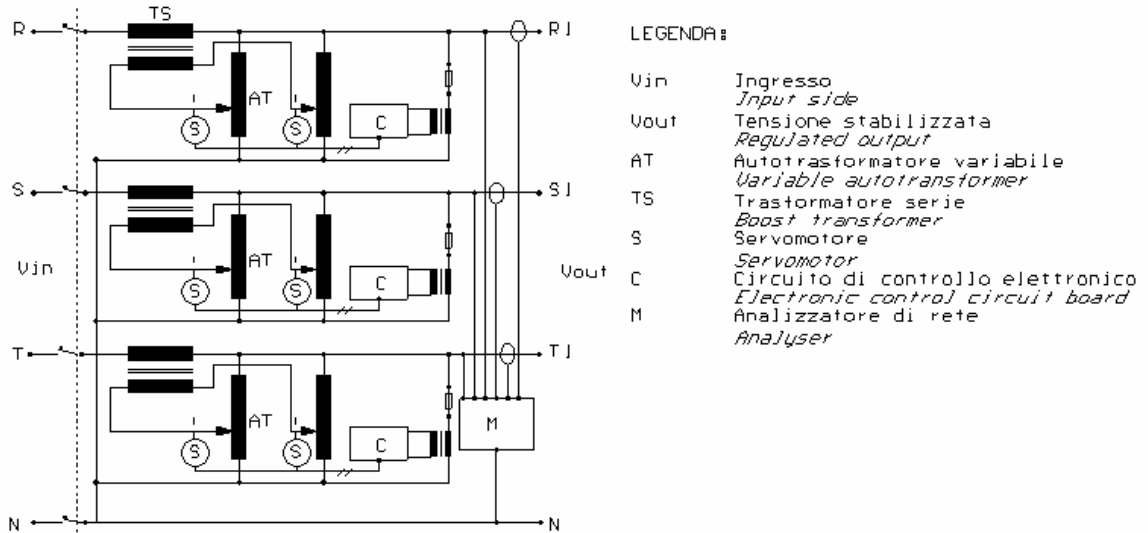 TS
R R1
AT
S S C
S S1
AT
Vin Vout
S S C
T T1
AT M
S S C
N N
LEGENDA:
Vin Ingresso
Input side
Vout Tensione stabilizzata
Regulated output
AT Autotrasformatore variabile
Variable autotransformer
TS Trasformatore serie
Boost transformer
S Servomotore
Servomotor
C Circuito di controllo elettronico
Electronic control circuit board
M Analizzatore di rete
Analyser